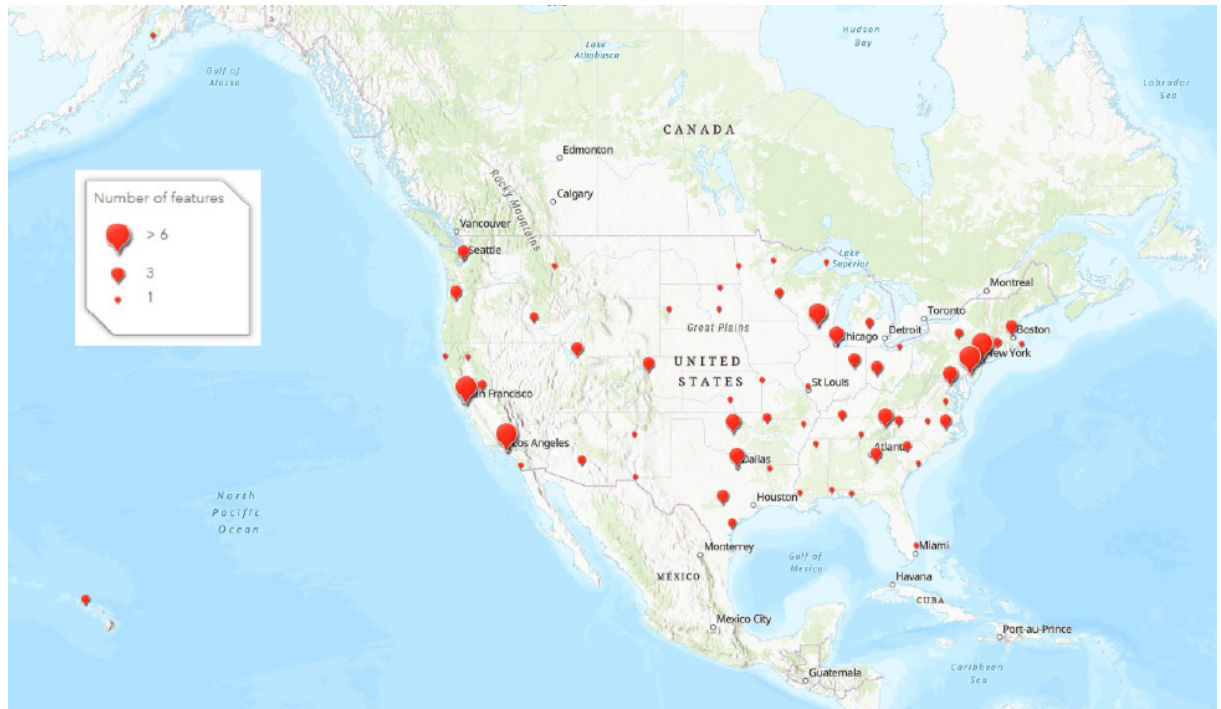 Lake
Athabusca
Hudson
Bay
Gulf of
Alaska
Labrador
Sea
CANADA
Edmonton
Rocky Mountains
Calgary
Number of features
> 6
3
1
Vancouver
Seattle
Lake
Superior
Montreal
Toronto
Boston
Great Plains
Chicago
Detroit
New York
UNITED
STATES
St Louis
San Francisco
Los Angeles
Atlanta
Dallas
North
Pacific
Ocean
Houston
Monterrey
Gulf of
Mexico
Miami
MÉXICO
Havana
CUBA
Mexico City
Port-au-Prince
Guatemala
Caribbean
Sea